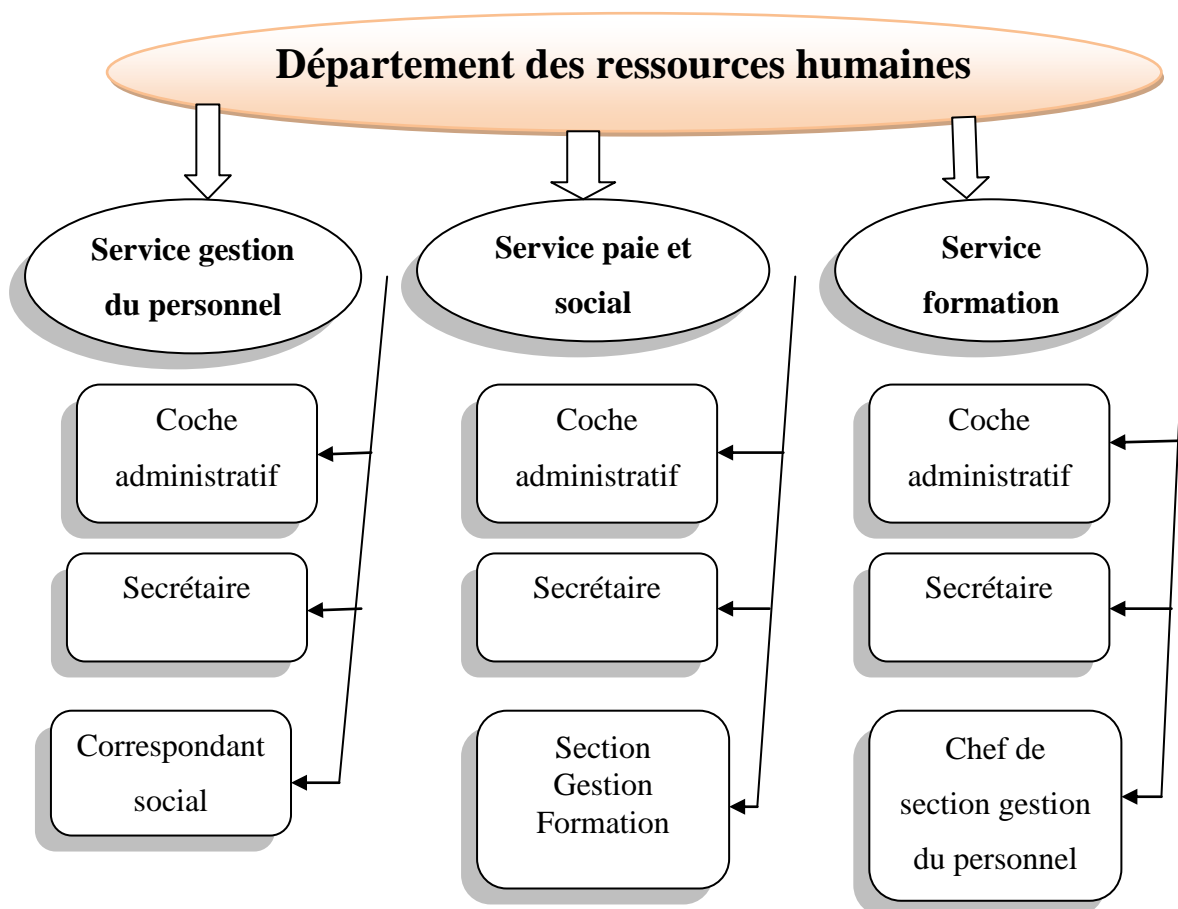 Département des ressources humaines
Service gestion
du personnel
Service paie et
social
Service
formation
Coche
administratif
Coche
administratif
Coche
administratif
Secrétaire
Secrétaire
Secrétaire
Correspondant
social
Section
Gestion
Formation
Chef de
section gestion
du personnel